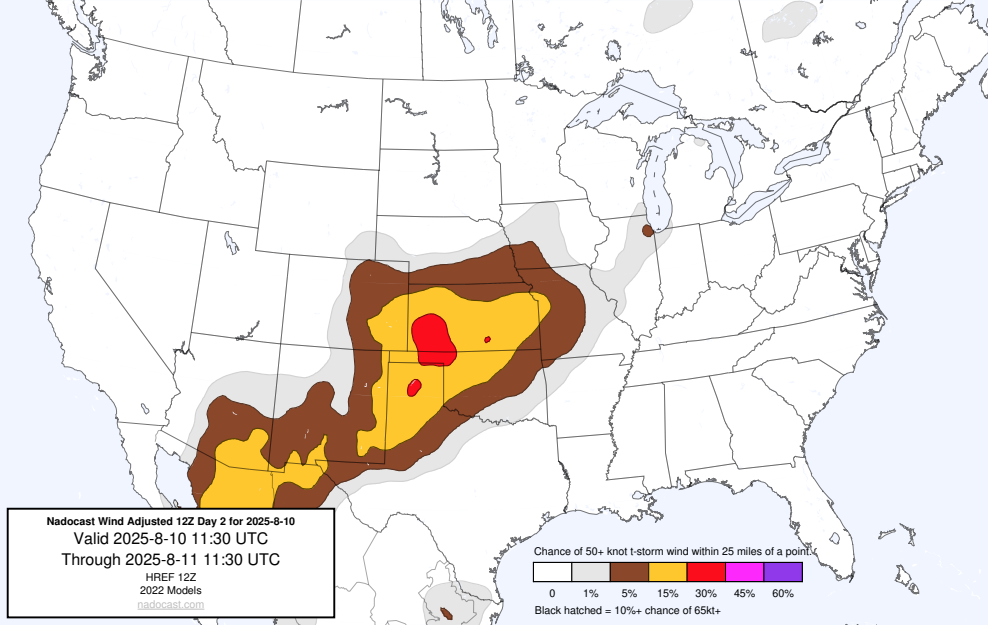 Nadocast Wind Adjusted 12Z Day 2 for 2025-8-10
Valid 2025-8-10 11:30 UTC
Through 2025-8-11 11:30 UTC
HREF 12Z
2022 Models
nadocast.com
Chance of 50+ knot t-storm wind within 25 miles of a point.
0 1% 5% 15% 30% 45% 60%
Black hatched = 10%+ chance of 65kt+